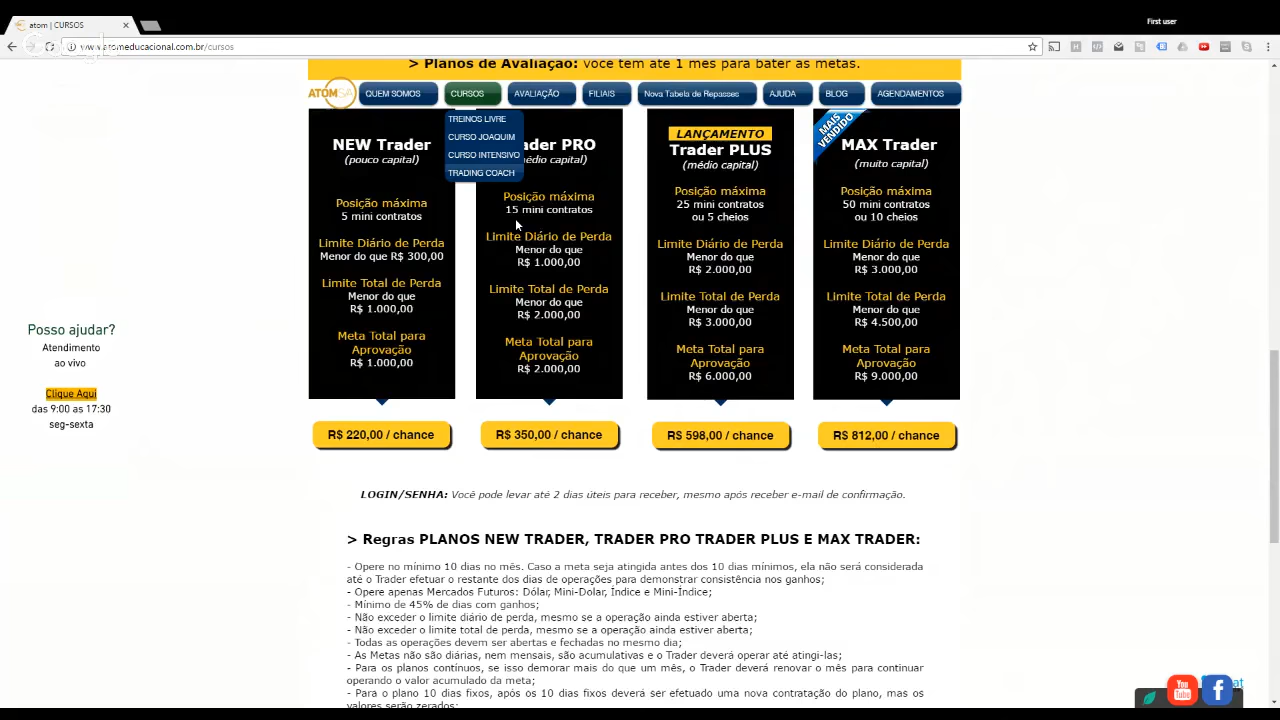 First user
atom | CURSOS
www.atomeducacional.com.br/cursos
> Planos de Avaliação: você tem até 1 mês para bater as metas.
ATOM SA
QUEM SOMOS
CURSOS
AVALIAÇÃO
FILIAIS
Nova Tabela de Repasses
AJUDA
BLOG
AGENDAMENTOS
TREINOS LIVRE
CURSO JOAQUIM
CURSO INTENSIVO
TRADING COACH
NEW Trader
(pouco capital)
Posição máxima
5 mini contratos
Limite Diário de Perda
Menor do que R$ 300,00
Limite Total de Perda
Menor do que
R$ 1.000,00
Meta Total para
Aprovação
R$ 1.000,00
R$ 220,00 / chance
ader PRO
édio capital)
Posição máxima
15 mini contratos
Limite Diário de Perda
Menor do que
R$ 1.000,00
Limite Total de Perda
Menor do que
R$ 2.000,00
Meta Total para
Aprovação
R$ 2.000,00
R$ 350,00 / chance
LANÇAMENTO
Trader PLUS
(médio capital)
Posição máxima
25 mini contratos
ou 5 cheios
Limite Diário de Perda
Menor do que
R$ 2.000,00
Limite Total de Perda
Menor do que
R$ 3.000,00
Meta Total para
Aprovação
R$ 6.000,00
R$ 598,00 / chance
MAIS
VENDIDO
MAX Trader
(muito capital)
Posição máxima
50 mini contratos
ou 10 cheios
Limite Diário de Perda
Menor do que
R$ 3.000,00
Limite Total de Perda
Menor do que
R$ 4.500,00
Meta Total para
Aprovação
R$ 9.000,00
R$ 812,00 / chance
Posso ajudar?
Atendimento
ao vivo
Clique Aqui
das 9:00 as 17:30
seg-sexta
LOGIN/SENHA: Você pode levar até 2 dias úteis para receber, mesmo após receber e-mail de confirmação.
> Regras PLANOS NEW TRADER, TRADER PRO TRADER PLUS E MAX TRADER:
- Opere no mínimo 10 dias no mês. Caso a meta seja atingida antes dos 10 dias mínimos, ela não será considerada
até o Trader efetuar o restante dos dias de operações para demonstrar consistência nos ganhos;
- Opere apenas Mercados Futuros: Dólar, Mini-Dolar, Índice e Mini-Índice;
- Mínimo de 45% de dias com ganhos;
- Não exceder o limite diário de perda, mesmo se a operação ainda estiver aberta;
- Não exceder o limite total de perda, mesmo se a operação ainda estiver aberta;
- Todas as operações devem ser abertas e fechadas no mesmo dia;
- As Metas não são diárias, nem mensais, são acumulativas e o Trader deverá operar até atingi-las;
- Para os planos contínuos, se isso demorar mais do que um mês, o Trader deverá renovar o mês para continuar
operando o valor acumulado da meta;
- Para o plano 10 dias fixos, após os 10 dias fixos deverá ser efetuado uma nova contratação do plano, mas os
valores serão zerados;
You
Tube